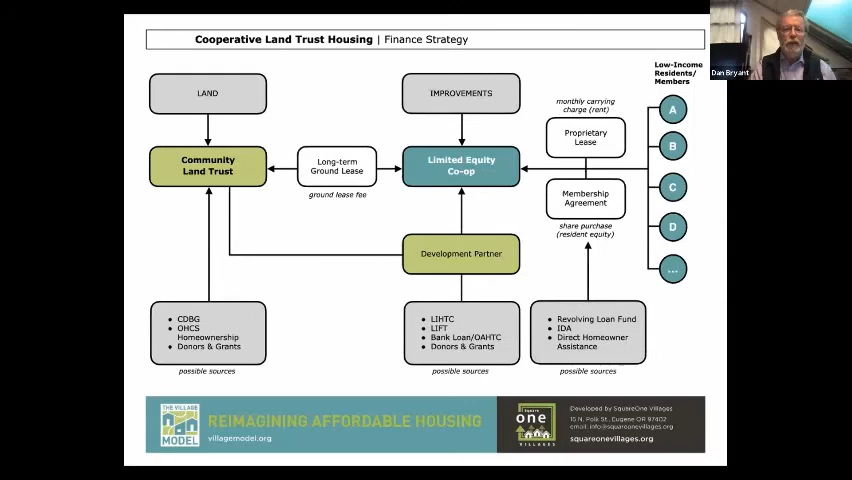 Cooperative Land Trust Housing | Finance Strategy
Dan Bryant
Low-Income
Residents/
Members
LAND
IMPROVEMENTS
monthly carrying
charge (rent)
A
Proprietary
Lease
B
Community
Land Trust
Long-term
Ground Lease
Limited Equity
Co-op
ground lease fee
Membership
Agreement
C
share purchase
(resident equity)
D
Development Partner
...
• CDBG
• OHCS
Homeownership
• Donors & Grants
possible sources
• LIHTC
• LIFT
• Bank Loan/OAHTC
• Donors & Grants
possible sources
• Revolving Loan Fund
• IDA
• Direct Homeowner
Assistance
possible sources
THE VILLAGE
MODEL
REIMAGINING AFFORDABLE HOUSING
villagemodel.org
Square
one
VILLAGES
Developed by SquareOne Villages
15 N. Polk St., Eugene OR 97402
email: info@squareonevillages.org
squareonevillages.org